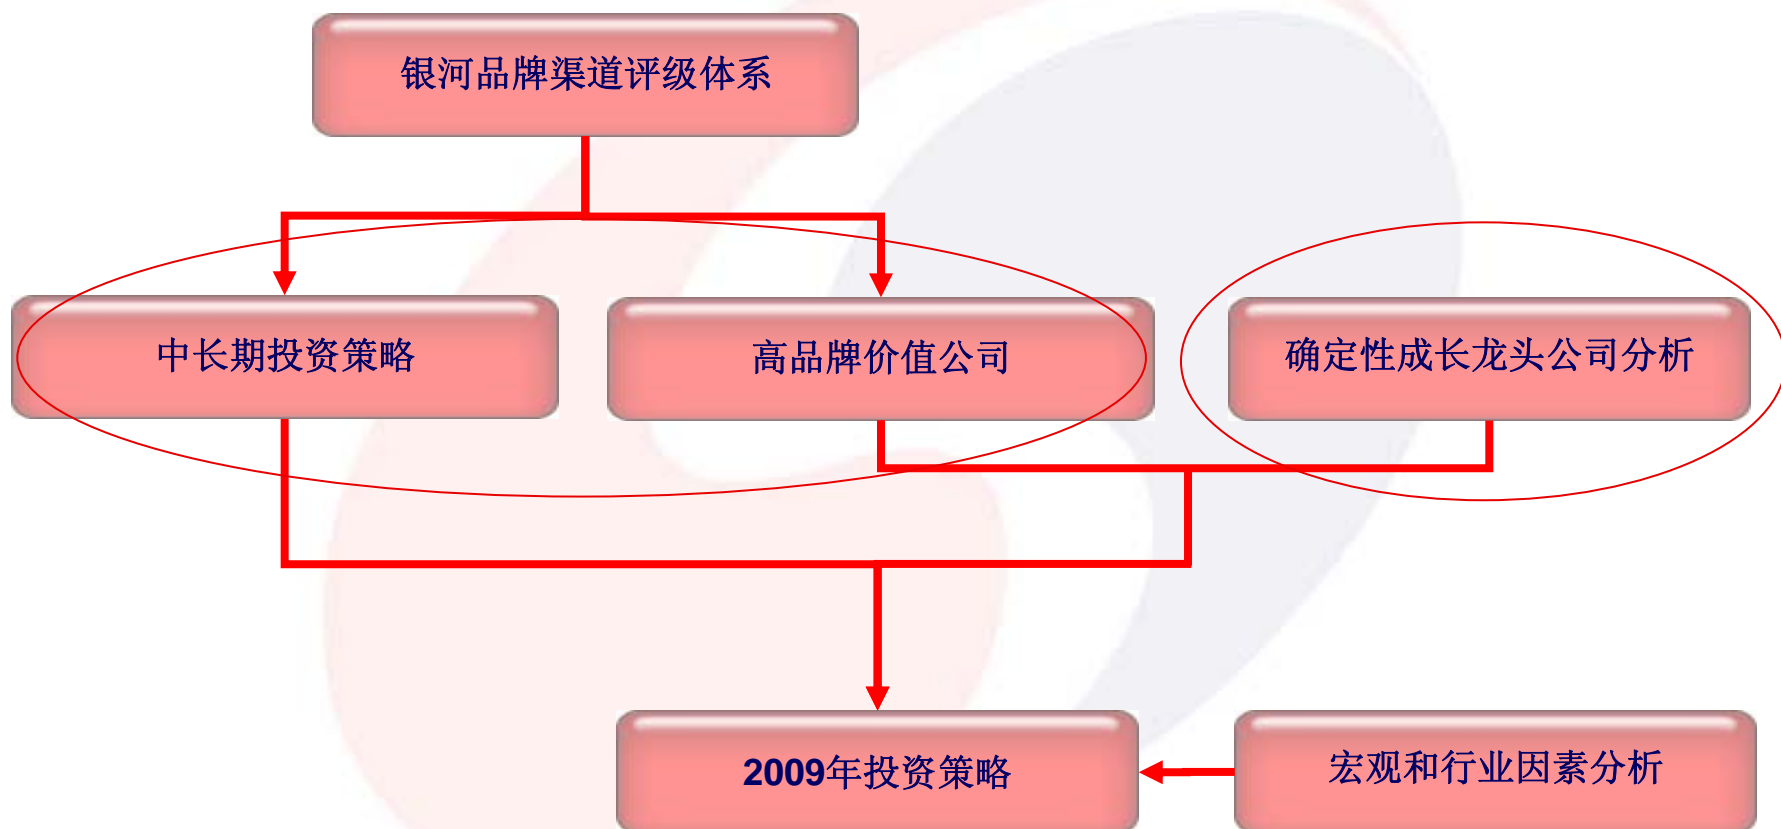 银河品牌渠道评级体系
中长期投资策略
高品牌价值公司
确定性成长龙头公司分析
2009年投资策略
宏观和行业因素分析